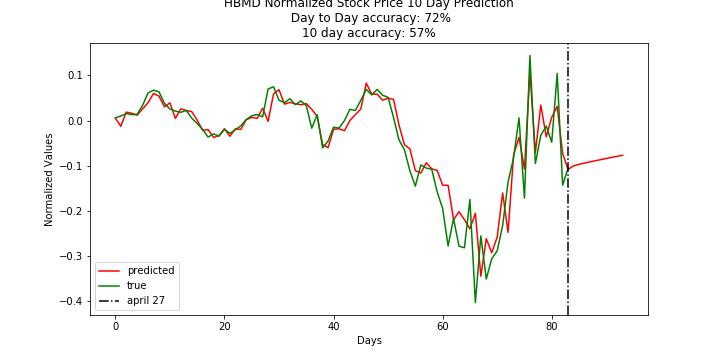 HBMD Normalized Stock Price 10 Day Prediction
Day to Day accuracy: 72%
10 day accuracy: 57%
0.1
0.0
−0.1
−0.2
−0.3
−0.4
Normalized Values
predicted
true
april 27
0
20
40
60
80
Days